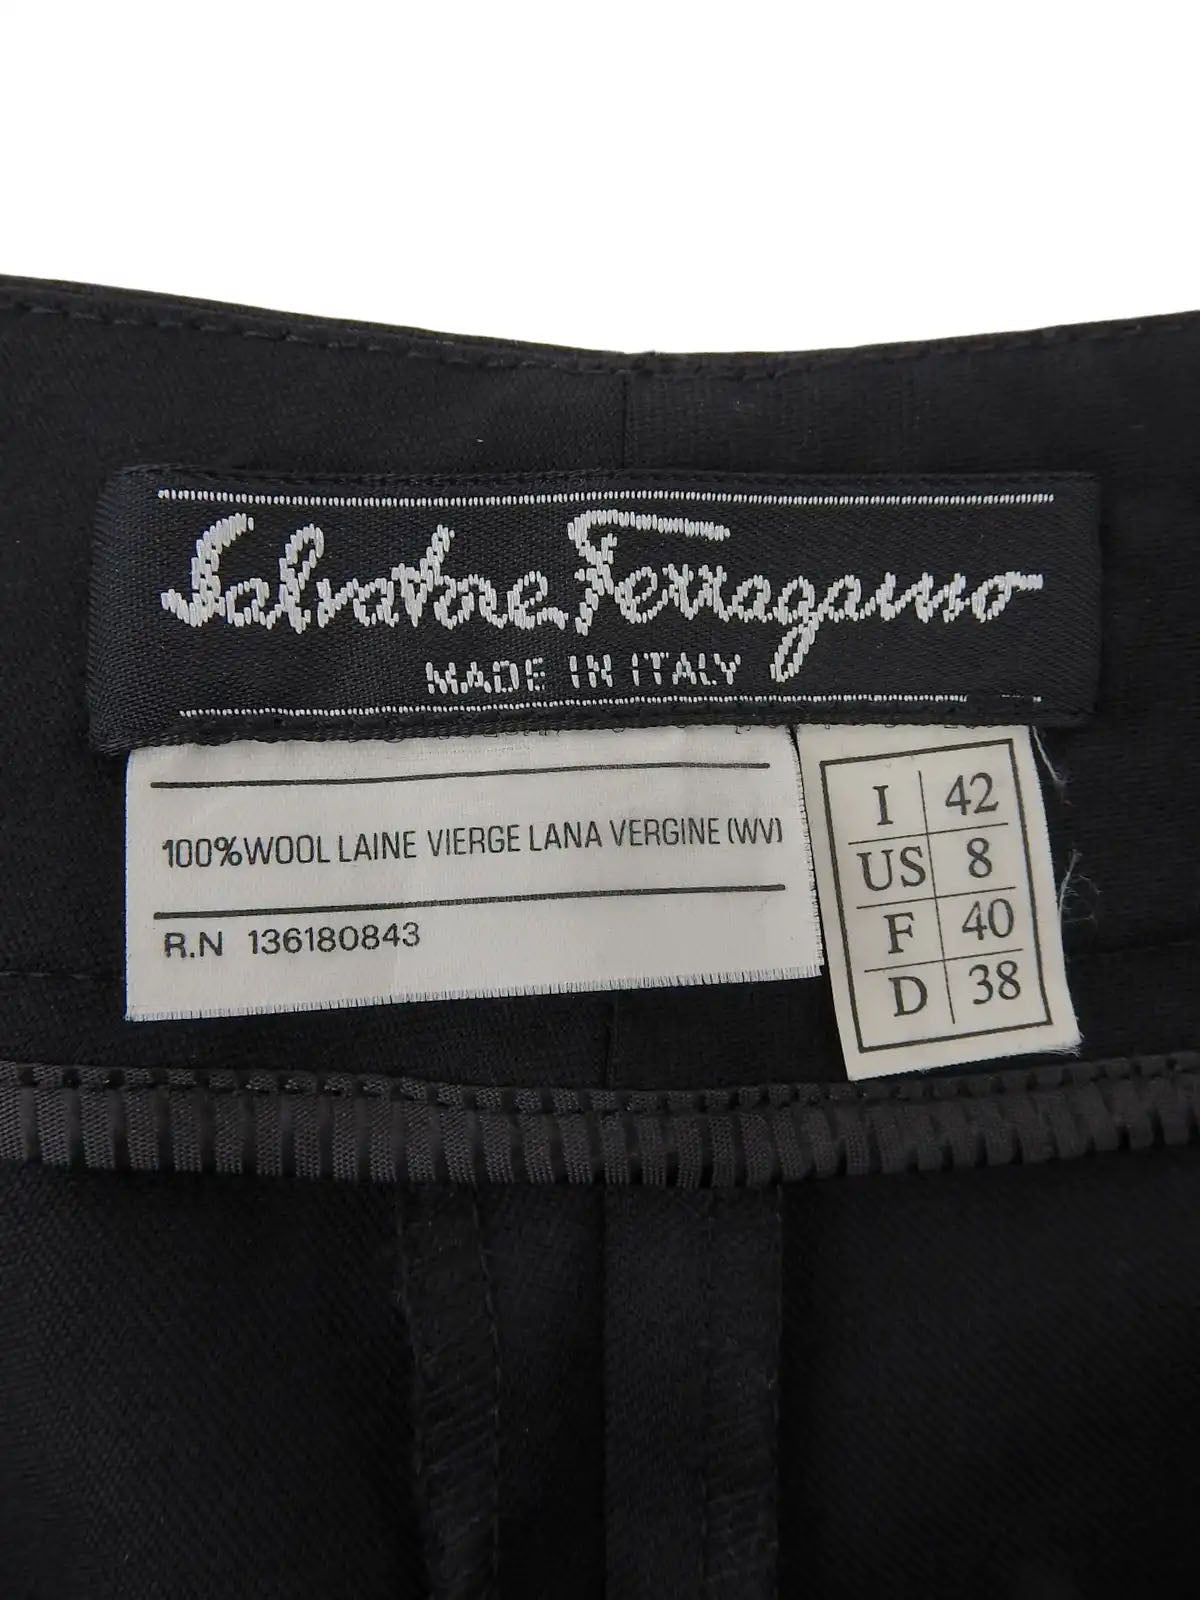 Salvatore Ferragamo
MADE IN ITALY
100%WOOL LAINE VIERGE LANA VERGINE (WV)
R.N 136180843
I 42
US 8
F 40
D 38